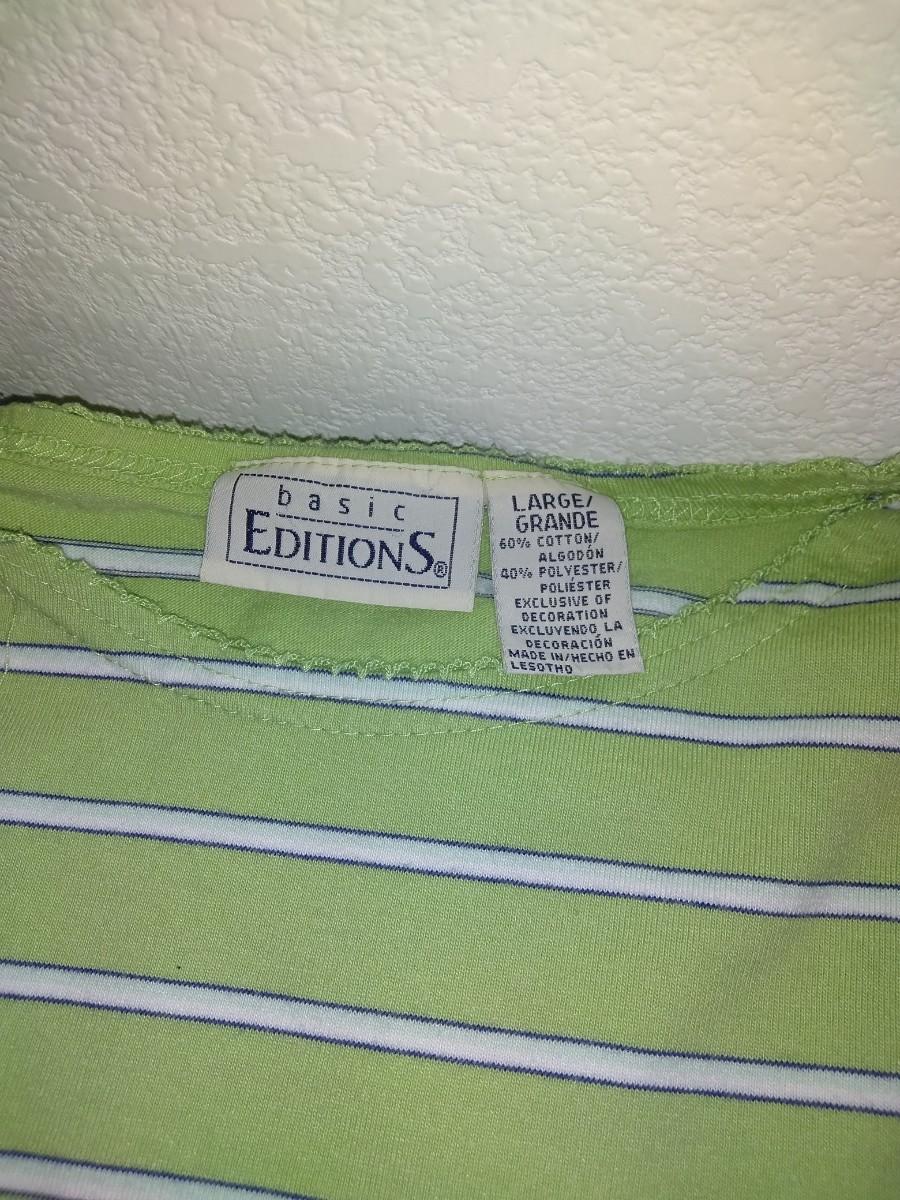 basic
EDITIONS®
LARGE/
GRANDE
60% COTTON/
ALGODÓN
40% POLYESTER/
POLIÉSTER
EXCLUSIVE OF
DECORATION
EXCLUYENDO LA
DECORACIÓN
MADE IN/HECHO EN
LESOTHO